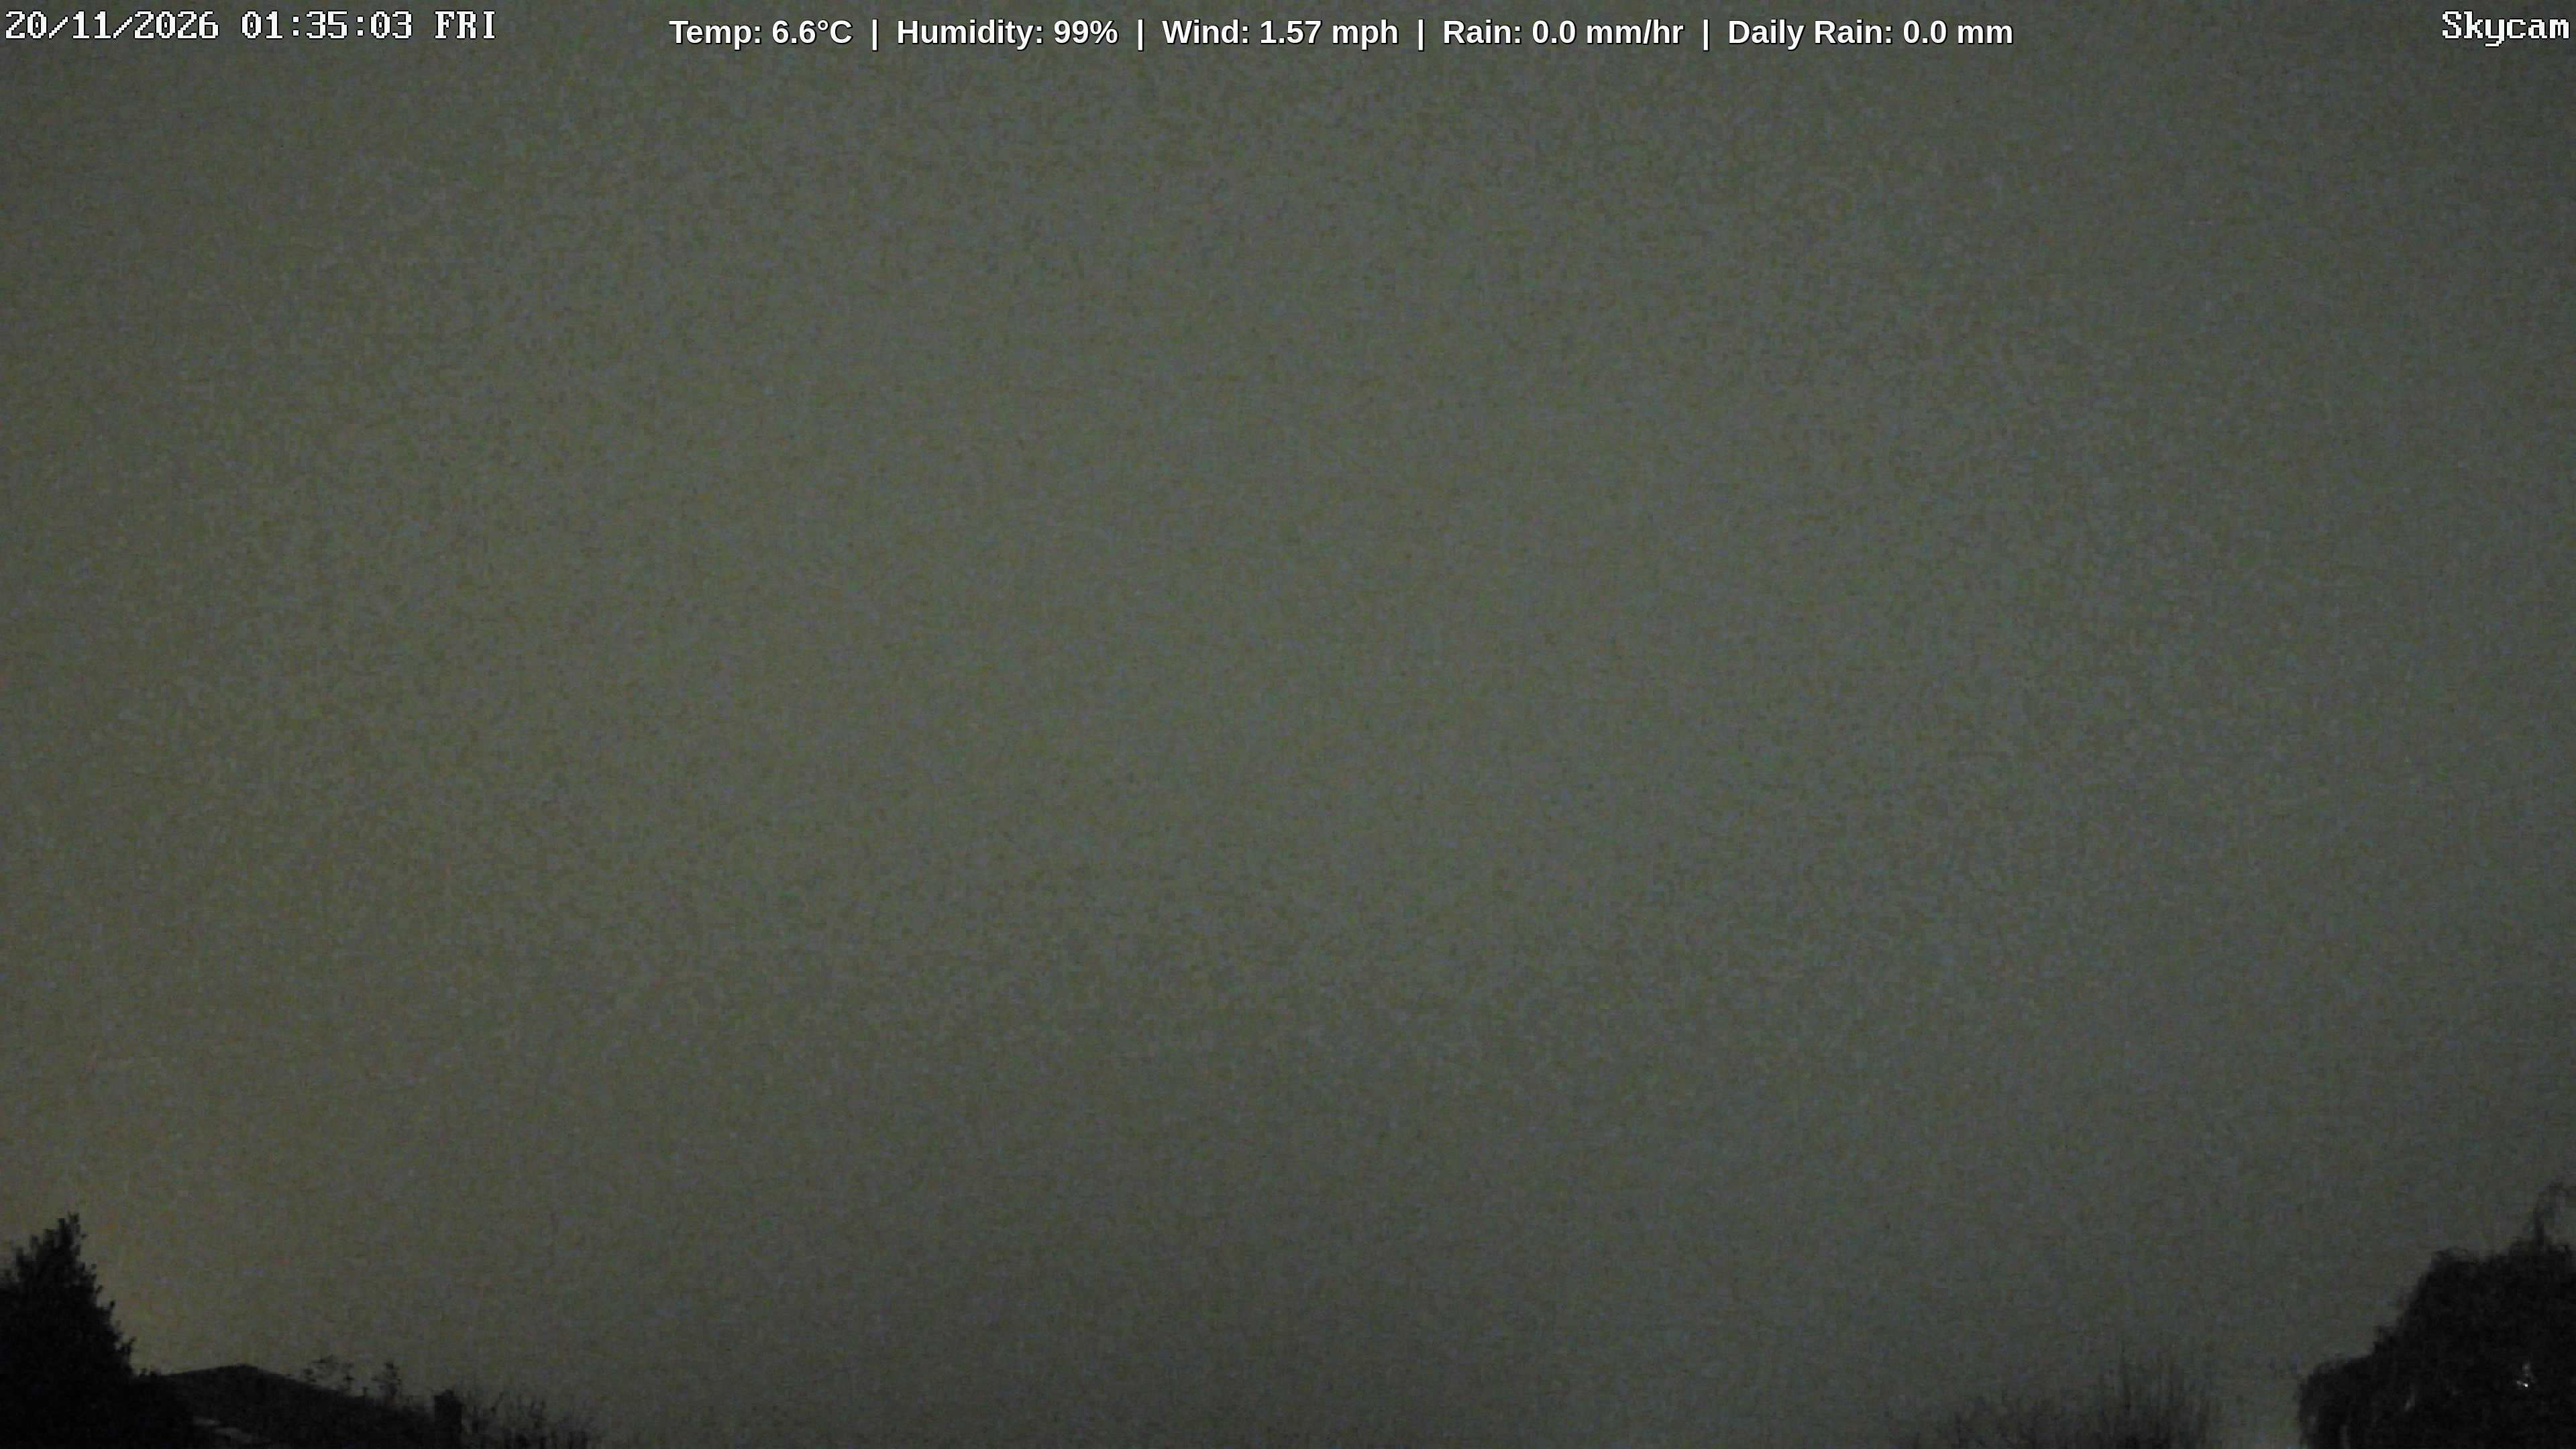 20/11/2026 01:35:03 FRI
Temp: 6.6°C | Humidity: 99% | Wind: 1.57 mph | Rain: 0.0 mm/hr | Daily Rain: 0.0 mm
Skycam